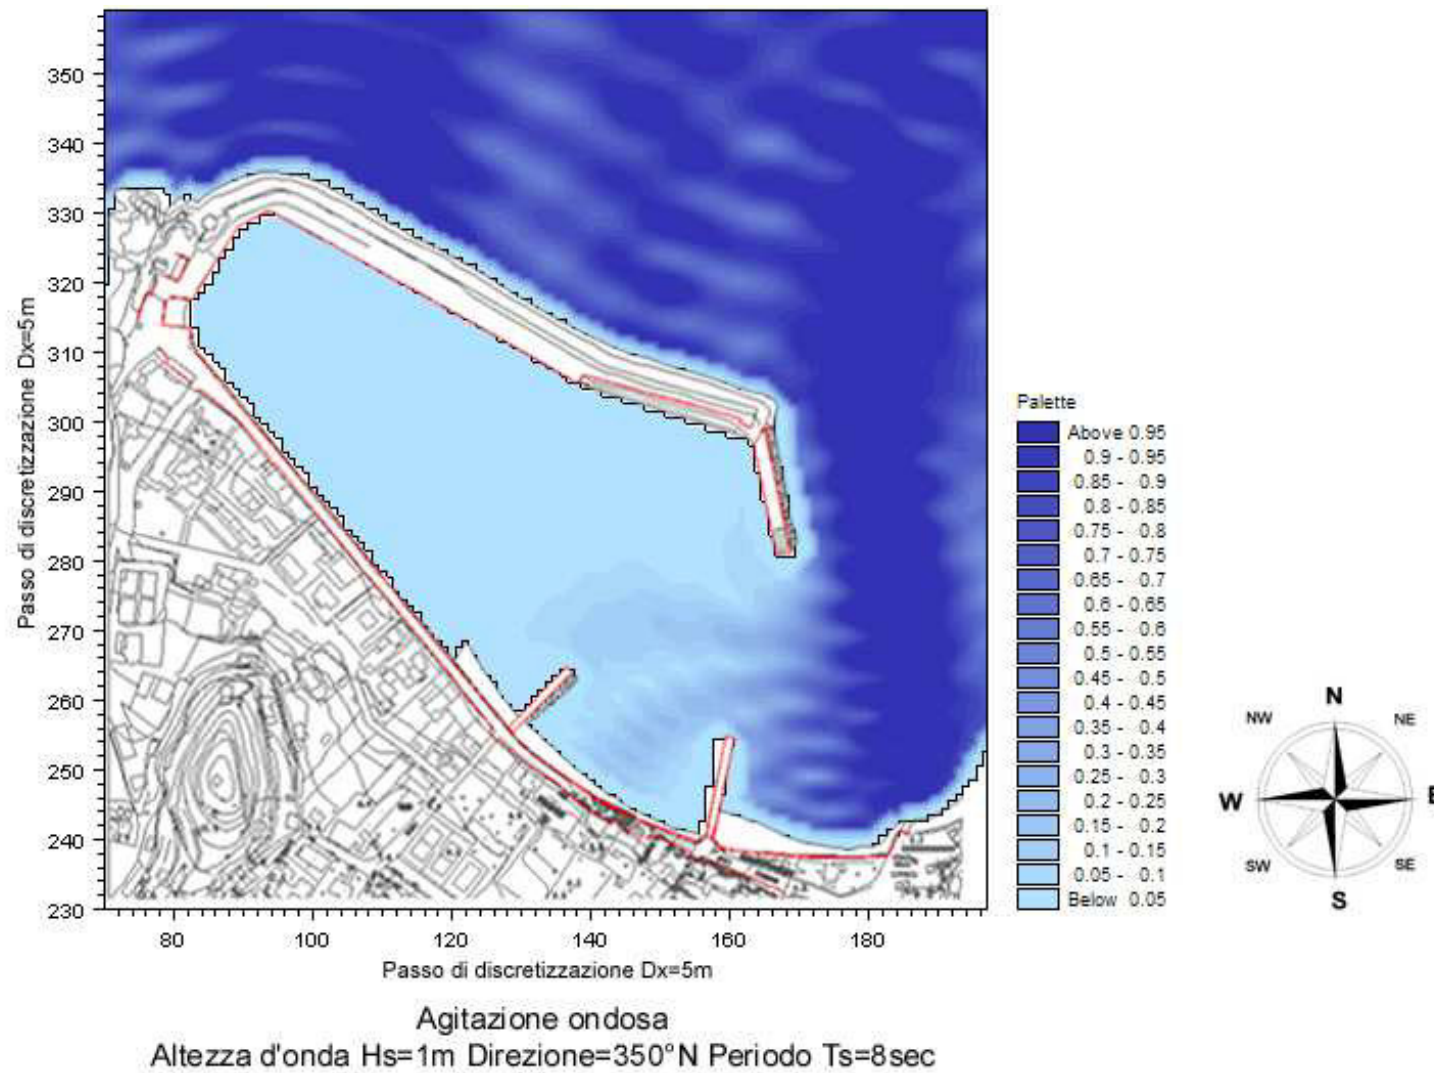 350
340
330
320
310
300
290
280
270
260
250
240
230
Passo di discretizzazione Dx=5m
80
100
120
140
160
180
Passo di discretizzazione Dx=5m
Palette
Above 0.95
0.9 - 0.95
0.85 - 0.9
0.8 - 0.85
0.75 - 0.8
0.7 - 0.75
0.65 - 0.7
0.6 - 0.65
0.55 - 0.6
0.5 - 0.55
0.45 - 0.5
0.4 - 0.45
0.35 - 0.4
0.3 - 0.35
0.25 - 0.3
0.2 - 0.25
0.15 - 0.2
0.1 - 0.15
0.05 - 0.1
Below 0.05
N
NW
NE
W
E
SW
SE
S
Agitazione ondosa
Altezza d'onda Hs=1m Direzione=350°N Periodo Ts=8sec